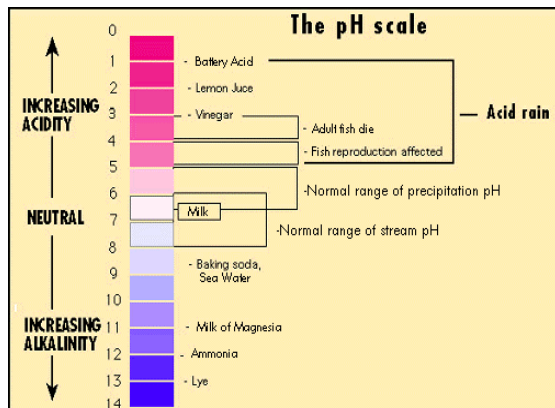 The pH scale
0
1
2
3
4
5
6
7
8
9
10
11
12
13
14
INCREASING
ACIDITY
NEUTRAL
INCREASING
ALKALINITY
- Battery Acid
- Lemon Juce
- Vinegar
- Adult fish die
- Fish reproduction affected
Acid rain
-Normal range of precipitation pH
Milk
-Normal range of stream pH
- Baking soda,
Sea Water
- Milk of Magnesia
- Ammonia
- Lye